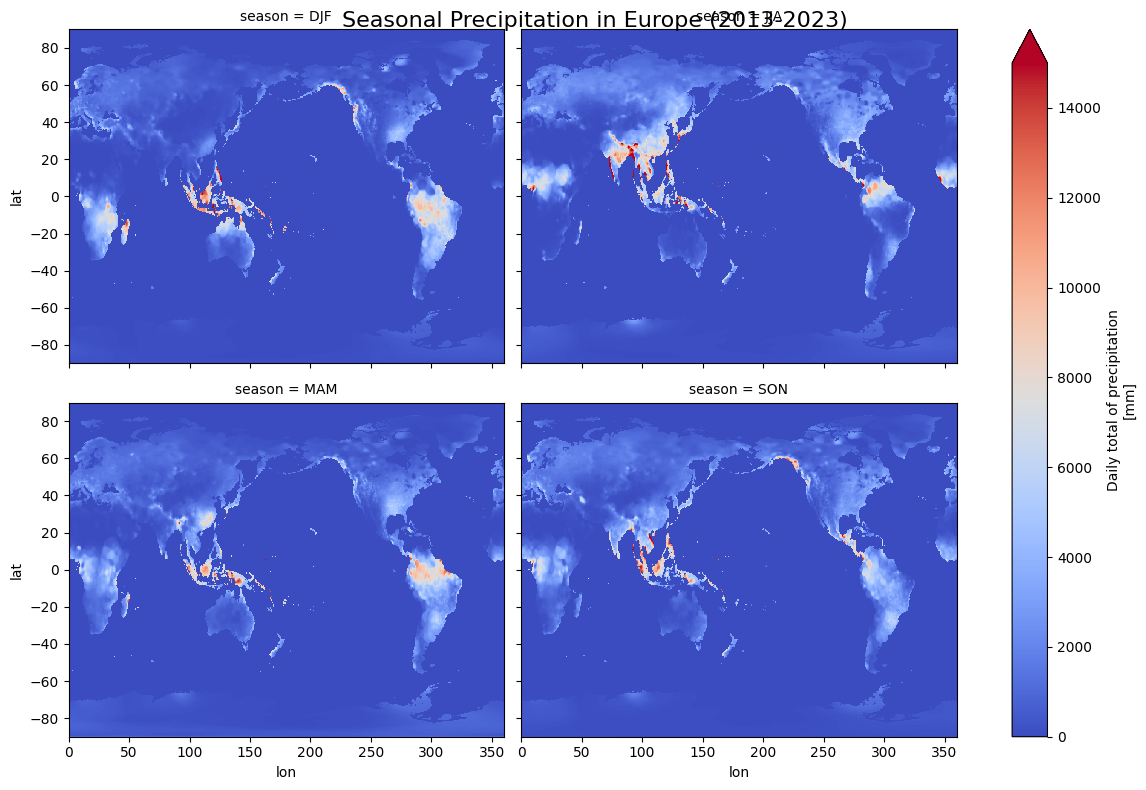 Seasonal Precipitation in Europe (2013-2023)
season = DJF
season = JJA
80
60
40
20
0
−20
−40
−60
−80
lat
season = MAM
season = SON
80
60
40
20
0
−20
−40
−60
−80
lat
0 50 100 150 200 250 300 350
0 50 100 150 200 250 300 350
lon
lon
14000
12000
10000
8000
6000
4000
2000
0
Daily total of precipitation
[mm]